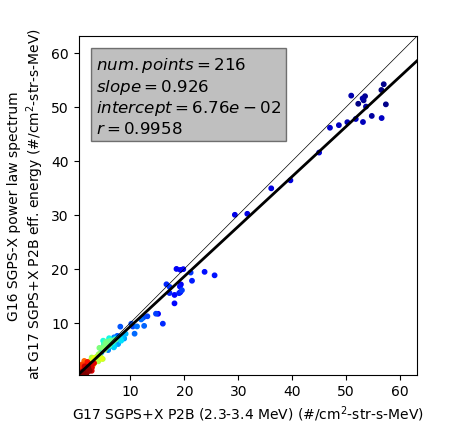 num.points = 216
slope = 0.926
intercept = 6.76e − 02
r = 0.9958
60
50
40
30
20
10
G16 SGPS-X power law spectrum
at G17 SGPS+X P2B eff. energy (#/cm²-str-s-MeV)
10 20 30 40 50 60
G17 SGPS+X P2B (2.3-3.4 MeV) (#/cm²-str-s-MeV)